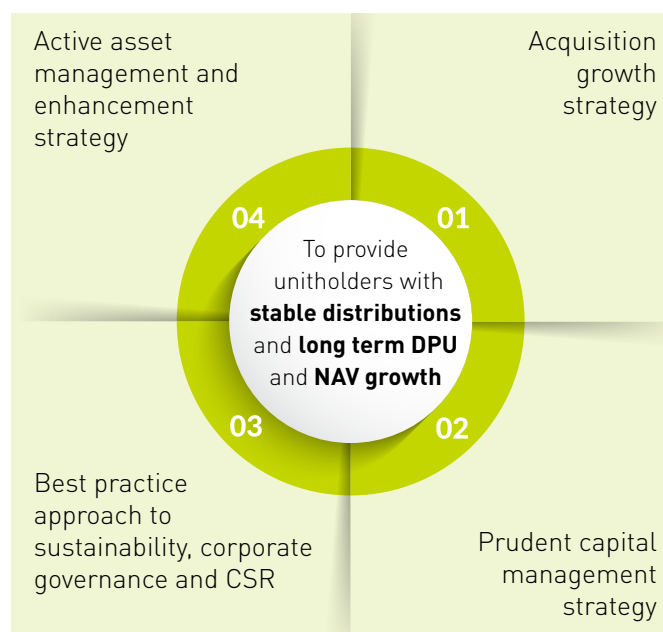 Active asset
management and
enhancement
strategy
Acquisition
growth
strategy
04
01
To provide
unitholders with
stable distributions
and long term DPU
and NAV growth
03
02
Best practice
approach to
sustainability, corporate
governance and CSR
Prudent capital
management
strategy